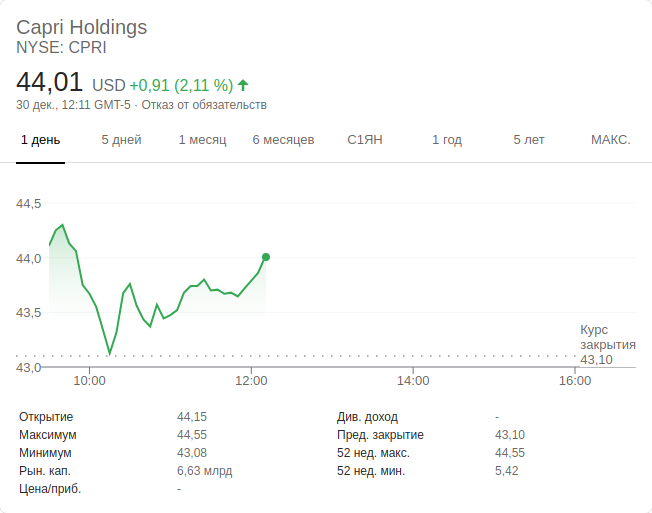 Capri Holdings
NYSE: CPRI
44,01 USD +0,91 (2,11 %)
30 дек., 12:11 GMT-5 · Отказ от обязательств
1 день 5 дней 1 месяц 6 месяцев С1ЯН 1 год 5 лет МАКС.
44,5
44,0
43,5
Курс
закрытия
43,10
43,0
10:00 12:00 14:00 16:00
Открытие 44,15 Див. доход -
Максимум 44,55 Пред. закрытие 43,10
Минимум 43,08 52 нед. макс. 44,55
Рын. кап. 6,63 млрд 52 нед. мин. 5,42
Цена/приб. -